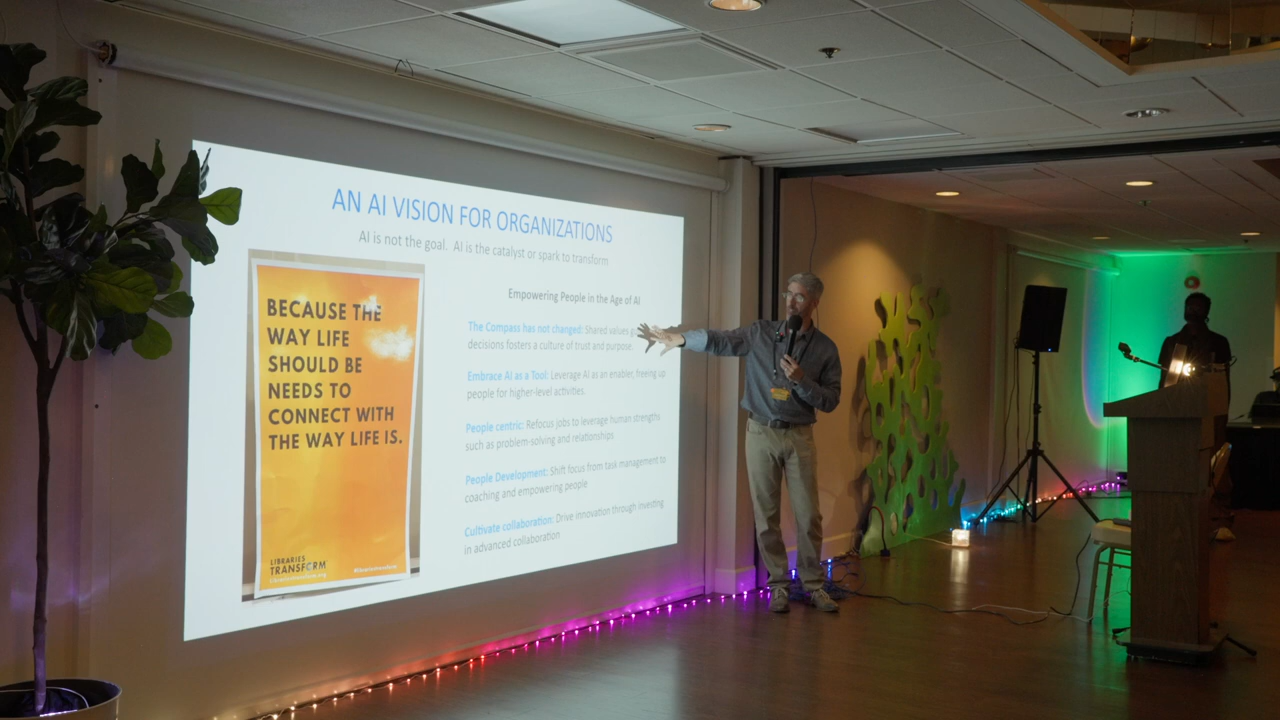 AN AI VISION FOR ORGANIZATIONS
AI is not the goal. AI is the catalyst or spark to transform
BECAUSE THE
WAY LIFE
SHOULD BE
NEEDS TO
CONNECT WITH
THE WAY LIFE IS.
LIBRARIES
TRANSFORM
librariestransform.org
#librariestransform
Empowering People in the Age of AI
The Compass has not changed: Shared values
decisions fosters a culture of trust and purpose.
Embrace AI as a Tool: Leverage AI as an enabler, freeing up
people for higher-level activities.
People centric: Refocus jobs to leverage human strengths,
such as problem-solving and relationships
People Development: Shift focus from task management to
coaching and empowering people
Cultivate collaboration: Drive innovation through investing
in advanced collaboration